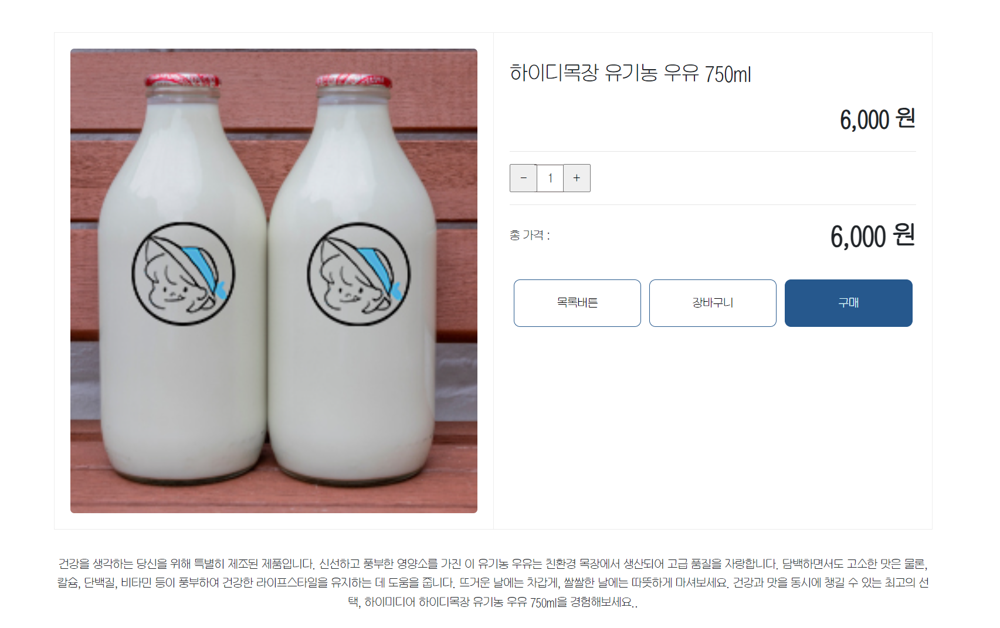 하이디목장 유기농 우유 750ml
6,000 원
- 1 +
총 가격 : 6,000 원
목록버튼 장바구니 구매
건강을 생각하는 당신을 위해 특별히 제조된 제품입니다. 신선하고 풍부한 영양소를 가진 이 유기농 우유는 친환경 목장에서 생산되어 고급 품질을 자랑합니다. 담백하면서도 고소한 맛은 물론,
칼슘, 단백질, 비타민 등이 풍부하여 건강한 라이프스타일을 유지하는 데 도움을 줍니다. 뜨거운 날에는 차갑게, 쌀쌀한 날에는 따뜻하게 마셔보세요. 건강과 맛을 동시에 챙길 수 있는 최고의 선
택, 하이미디어 하이디목장 유기농 우유 750ml을 경험해보세요..